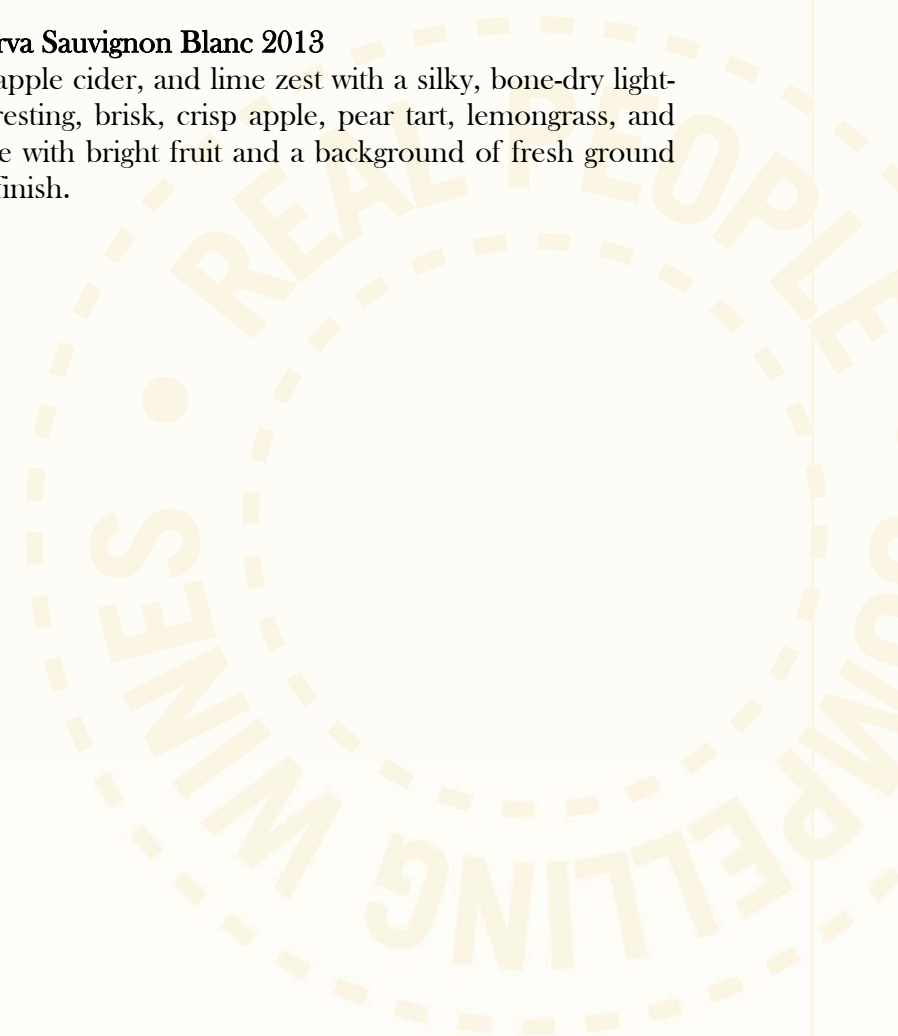 rva Sauvignon Blanc 2013
apple cider, and lime zest with a silky, bone-dry light-
resting, brisk, crisp apple, pear tart, lemongrass, and
e with bright fruit and a background of fresh ground
finish.
REAL PEOPLE
COMPELLING
WINES